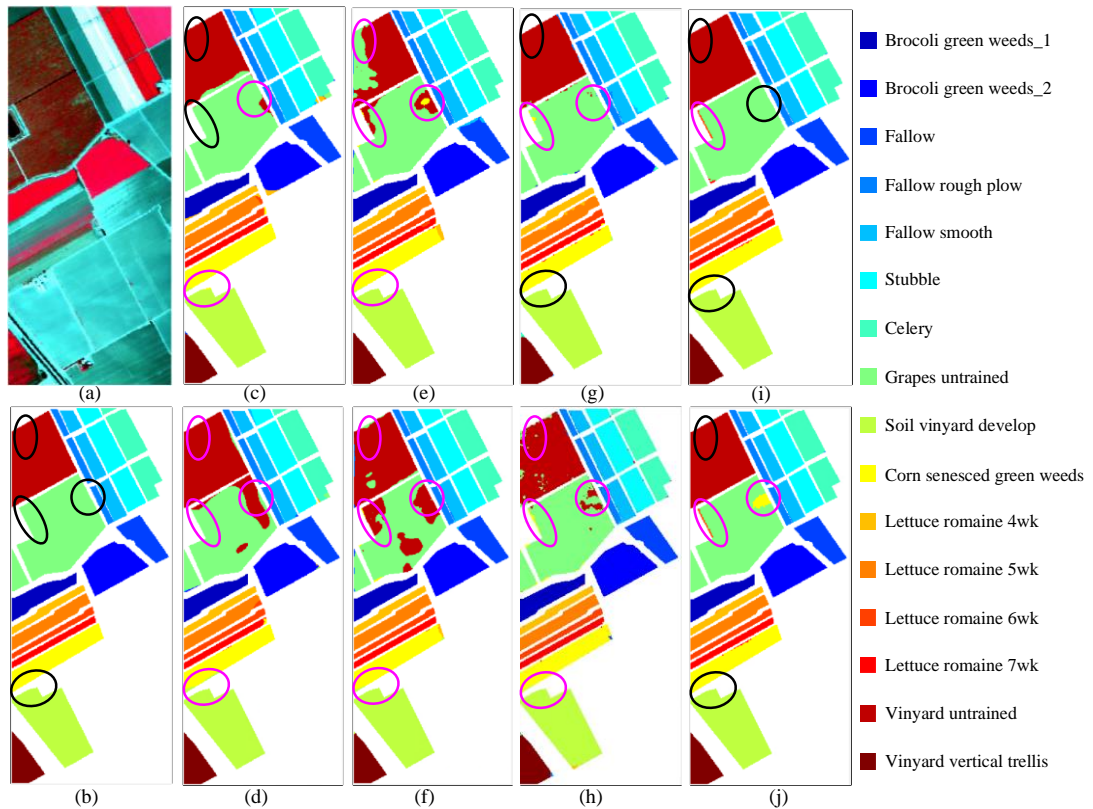 (a)
(c)
(e)
(g)
(i)
(b)
(d)
(f)
(h)
(j)
Brocoli green weeds_1
Brocoli green weeds_2
Fallow
Fallow rough plow
Fallow smooth
Stubble
Celery
Grapes untrained
Soil vinyard develop
Corn senesced green weeds
Lettuce romaine 4wk
Lettuce romaine 5wk
Lettuce romaine 6wk
Lettuce romaine 7wk
Vinyard untrained
Vinyard vertical trellis